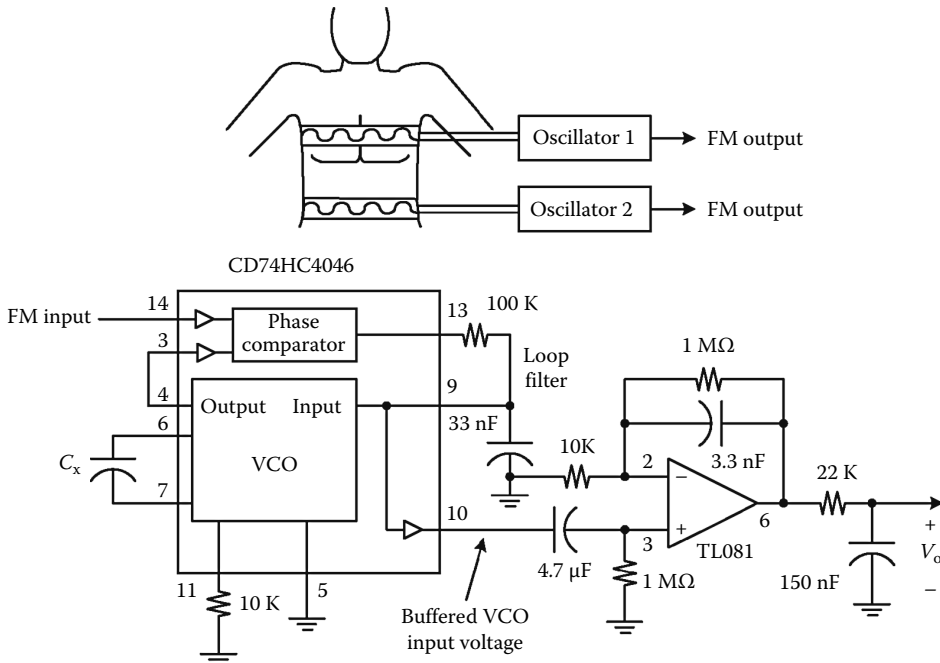 Oscillator 1
FM output
Oscillator 2
FM output
CD74HC4046
FM input
14
Phase
comparator
13
100 K
3
Loop
filter
4
Output
Input
9
6
VCO
33 nF
C_x
7
10K
1 MΩ
3.3 nF
2
−
+
3
6
TL081
22 K
10
4.7 μF
1 MΩ
150 nF
+
V_o
−
11
10 K
5
Buffered VCO
input voltage